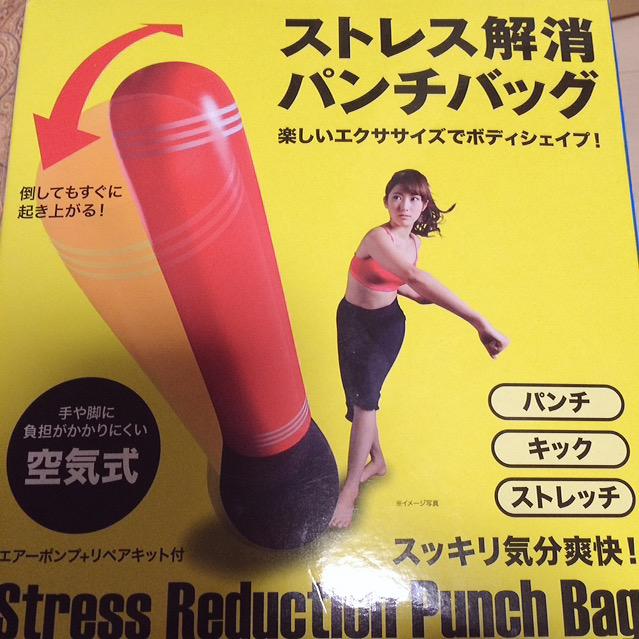 ストレス解消
パンチバッグ
楽しいエクササイズでボディシェイプ!
倒してもすぐに
起き上がる!
手や脚に
負担がかかりにくい
空気式
パンチ
キック
ストレッチ
※イメージ写真
エアーポンプ+リペアキット付
スッキリ気分爽快!
Stress Reduction Punch Bag